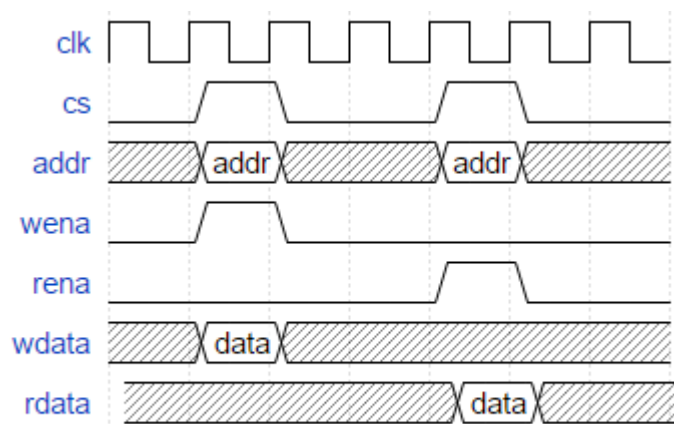 clk
cs
addr addr addr
wena
rena
wdata data
rdata data